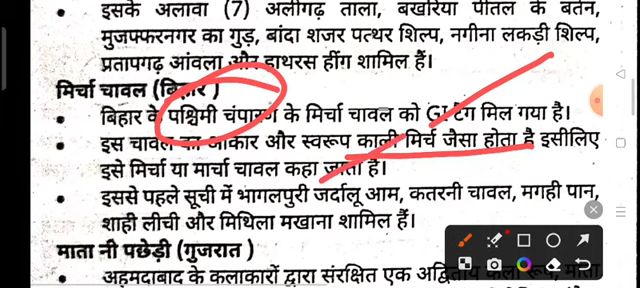 इसके अलावा (7) अलीगढ़ ताला, बखरिया पीतल के बर्तन,
मुजफ्फरनगर का गुड़, बांदा शजर पत्थर शिल्प, नगीना लकड़ी शिल्प,
प्रतापगढ़ आंवला और हाथरस हींग शामिल हैं।
मिर्चा चावल (बिहार)
बिहार के पश्चिमी चंपारण के मिर्चा चावल को GI टैग मिल गया है।
इस चावल का आकार और स्वरूप काली मिर्च जैसा होता है इसीलिए
इसे मिर्चा या मार्चा चावल कहा जाता है।
इससे पहले सूची में भागलपुरी जर्दालू आम, कतरनी चावल, मगही पान,
शाही लीची और मिथिला मखाना शामिल हैं।
माता नी पछेड़ी (गुजरात)
अहमदाबाद के कलाकारों द्वारा संरक्षित एक